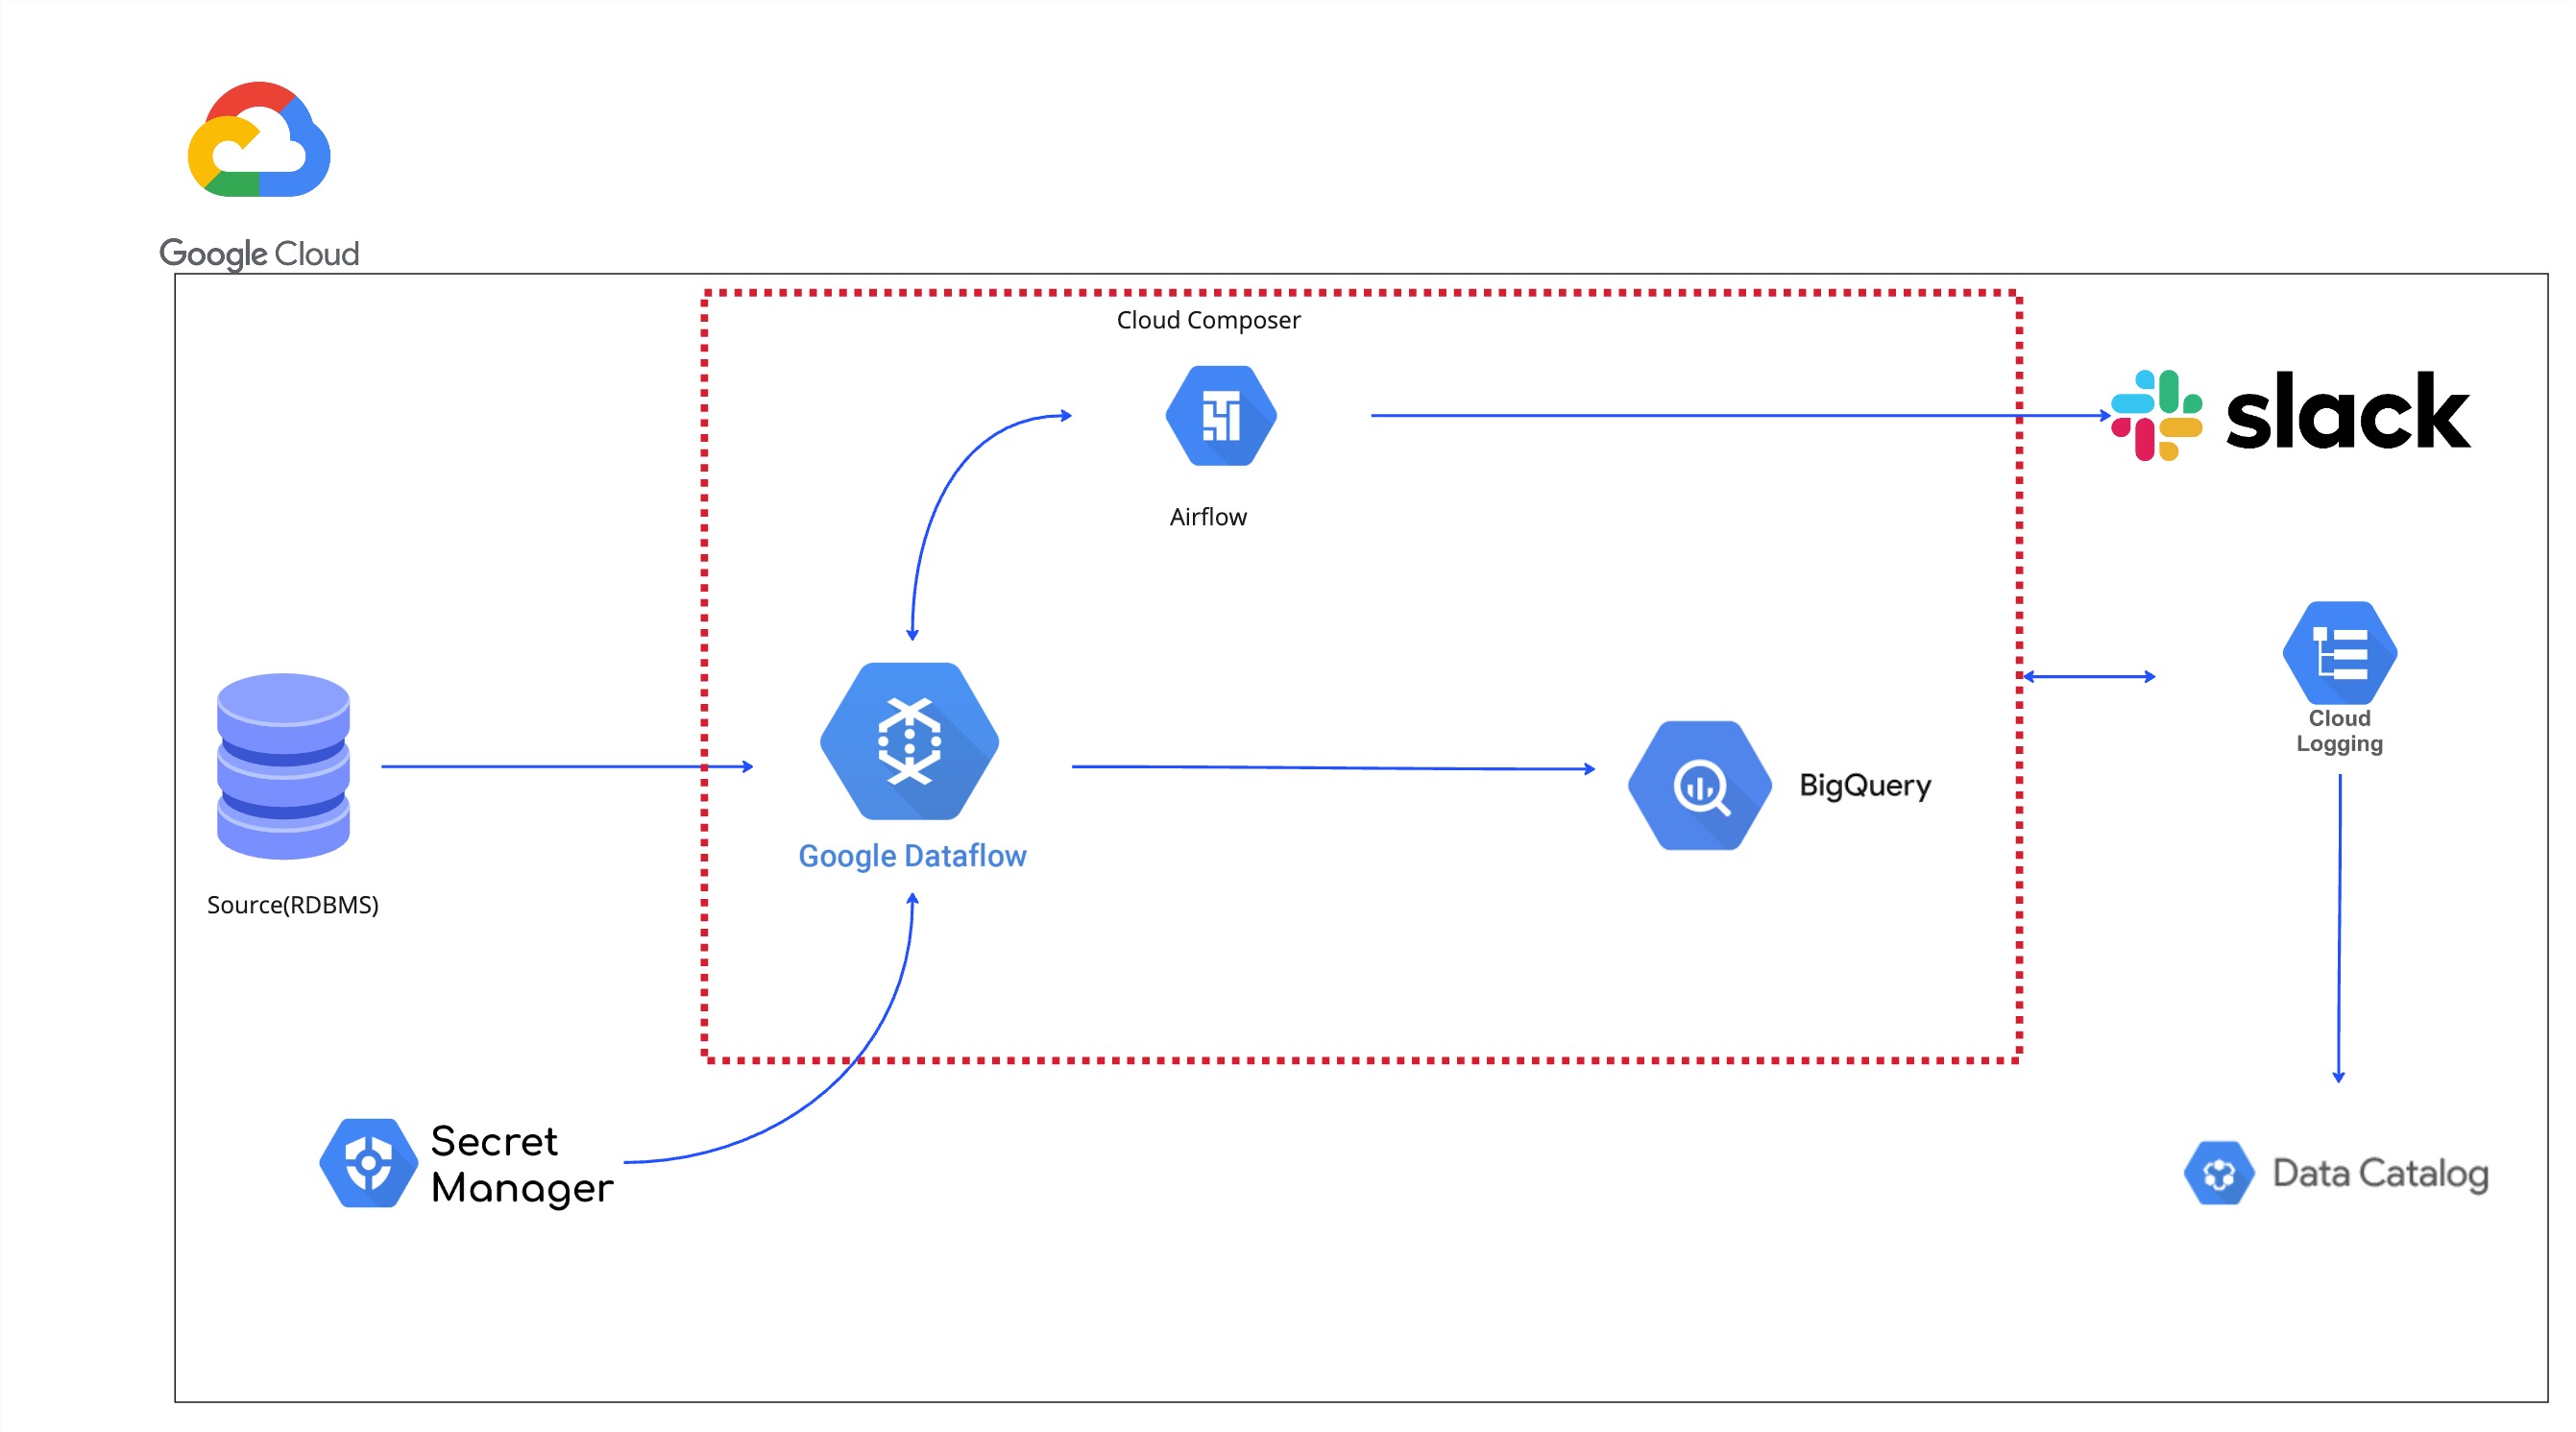 Google Cloud
Cloud Composer
slack
Airflow
Cloud
Logging
BigQuery
Google Dataflow
Source(RDBMS)
Secret
Manager
Data Catalog